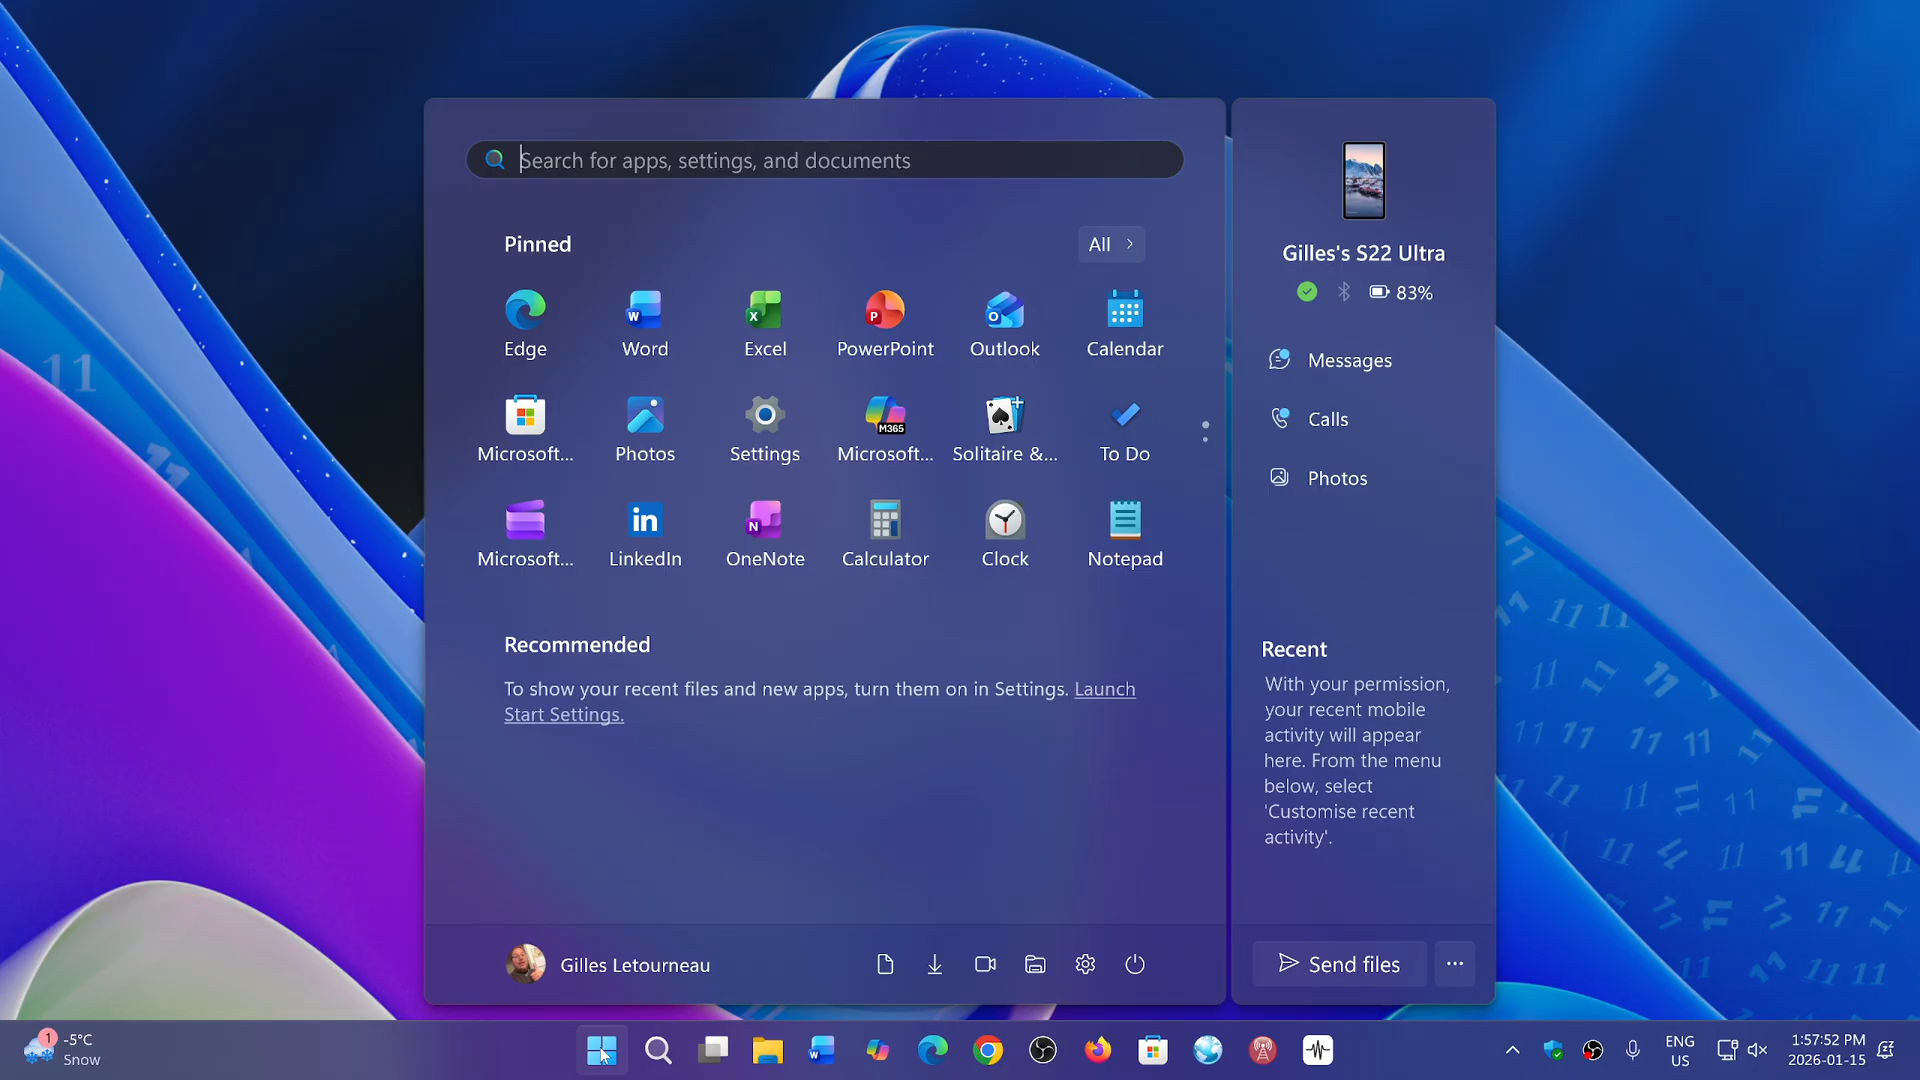 Search for apps, settings, and documents
Pinned
All
Edge
Word
Excel
PowerPoint
Outlook
Calendar
Microsoft...
Photos
Settings
Microsoft...
Solitaire &...
To Do
M365
Microsoft...
LinkedIn
OneNote
Calculator
Clock
Notepad
Recommended
To show your recent files and new apps, turn them on in Settings. Launch
Start Settings.
Gilles Letourneau
Gilles's S22 Ultra
83%
Messages
Calls
Photos
Recent
With your permission,
your recent mobile
activity will appear
here. From the menu
below, select
'Customise recent
activity'.
Send files
1
-5°C
Snow
ENG
US
1:57:52 PM
2026-01-15